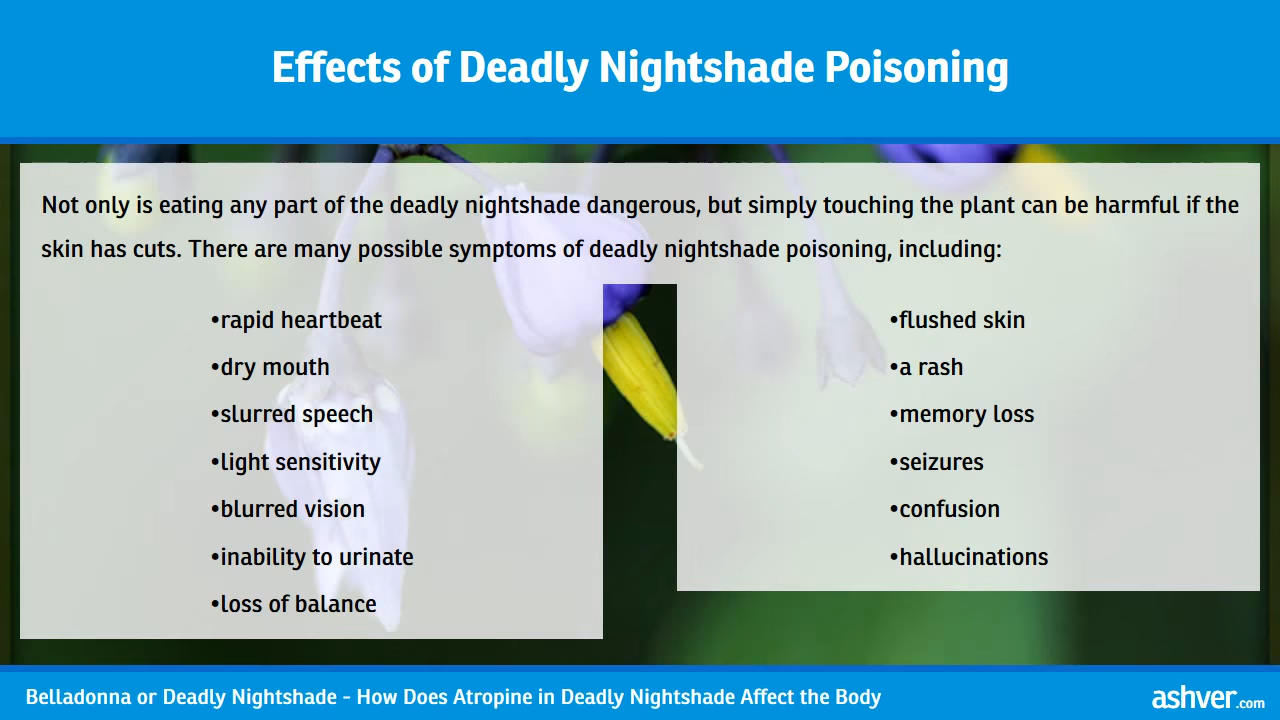 Effects of Deadly Nightshade Poisoning
Not only is eating any part of the deadly nightshade dangerous, but simply touching the plant can be harmful if the
skin has cuts. There are many possible symptoms of deadly nightshade poisoning, including:
•rapid heartbeat
•dry mouth
•slurred speech
•light sensitivity
•blurred vision
•inability to urinate
•loss of balance
•flushed skin
•a rash
•memory loss
•seizures
•confusion
•hallucinations
Belladonna or Deadly Nightshade - How Does Atropine in Deadly Nightshade Affect the Body
ashver.com